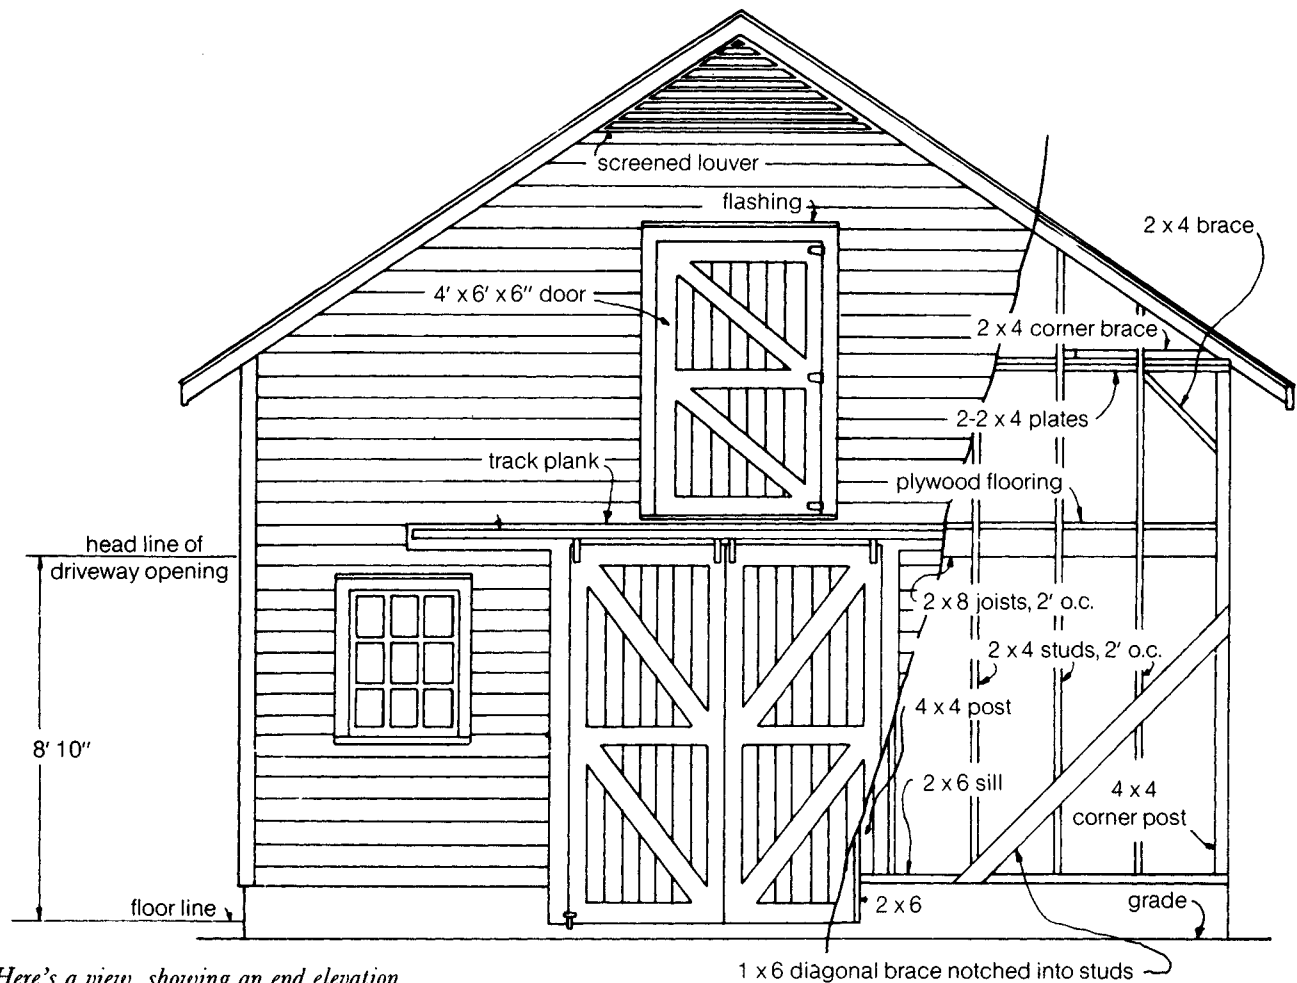 screened louver
flashing
2 x 4 brace
4' x 6' x 6" door
2 x 4 corner brace
2-2 x 4 plates
track plank
plywood flooring
head line of
driveway opening
2 x 8 joists, 2' o.c.
2 x 4 studs, 2' o.c.
4 x 4 post
8' 10"
2 x 6 sill
4 x 4
corner post
floor line
2 x 6
grade
1 x 6 diagonal brace notched into studs
Here's a view, showing an end elevation